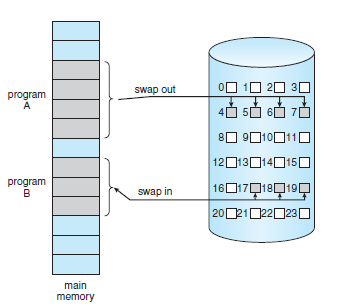 swap out
program
A
program
B
swap in
main
memory
0 1 2 3
4 5 6 7
8 9 10 11
12 13 14 15
16 17 18 19
20 21 22 23